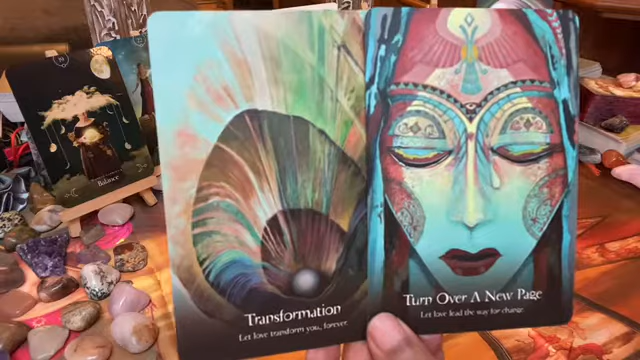 Balance
Transformation
Let love transform you, forever.
Turn Over A New Page
Let love lead the way for change.